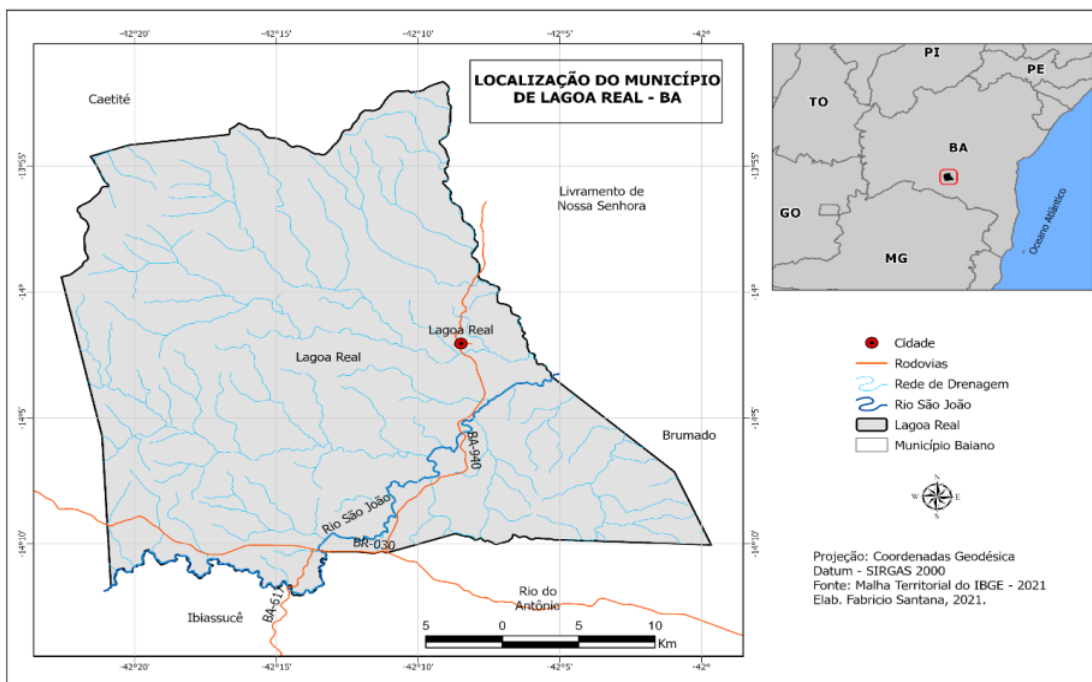 -42°20'
-42°15'
-42°10'
-42°5'
-42°
LOCALIZAÇÃO DO MUNICÍPIO
DE LAGOA REAL - BA
Caetité
-13°55'
-13°55'
Livramento de
Nossa Senhora
-14°
-14°
Lagoa Real
Lagoa Real
-14°5'
-14°5'
Brumado
BA-940
Rio São João
BR-030
-14°10'
-14°10'
BA-617
Ibiassucê
Rio do
Antônio
5
0
5
10
Km
-42°20'
-42°15'
-42°10'
-42°5'
-42°
PI
PE
TO
BA
GO
MG
Oceano Atlântico
Cidade
Rodovias
Rede de Drenagem
Rio São João
Lagoa Real
Município Baiano
N
W
E
S
Projeção: Coordenadas Geodésica
Datum - SIRGAS 2000
Fonte: Malha Territorial do IBGE - 2021
Elab. Fabricio Santana, 2021.